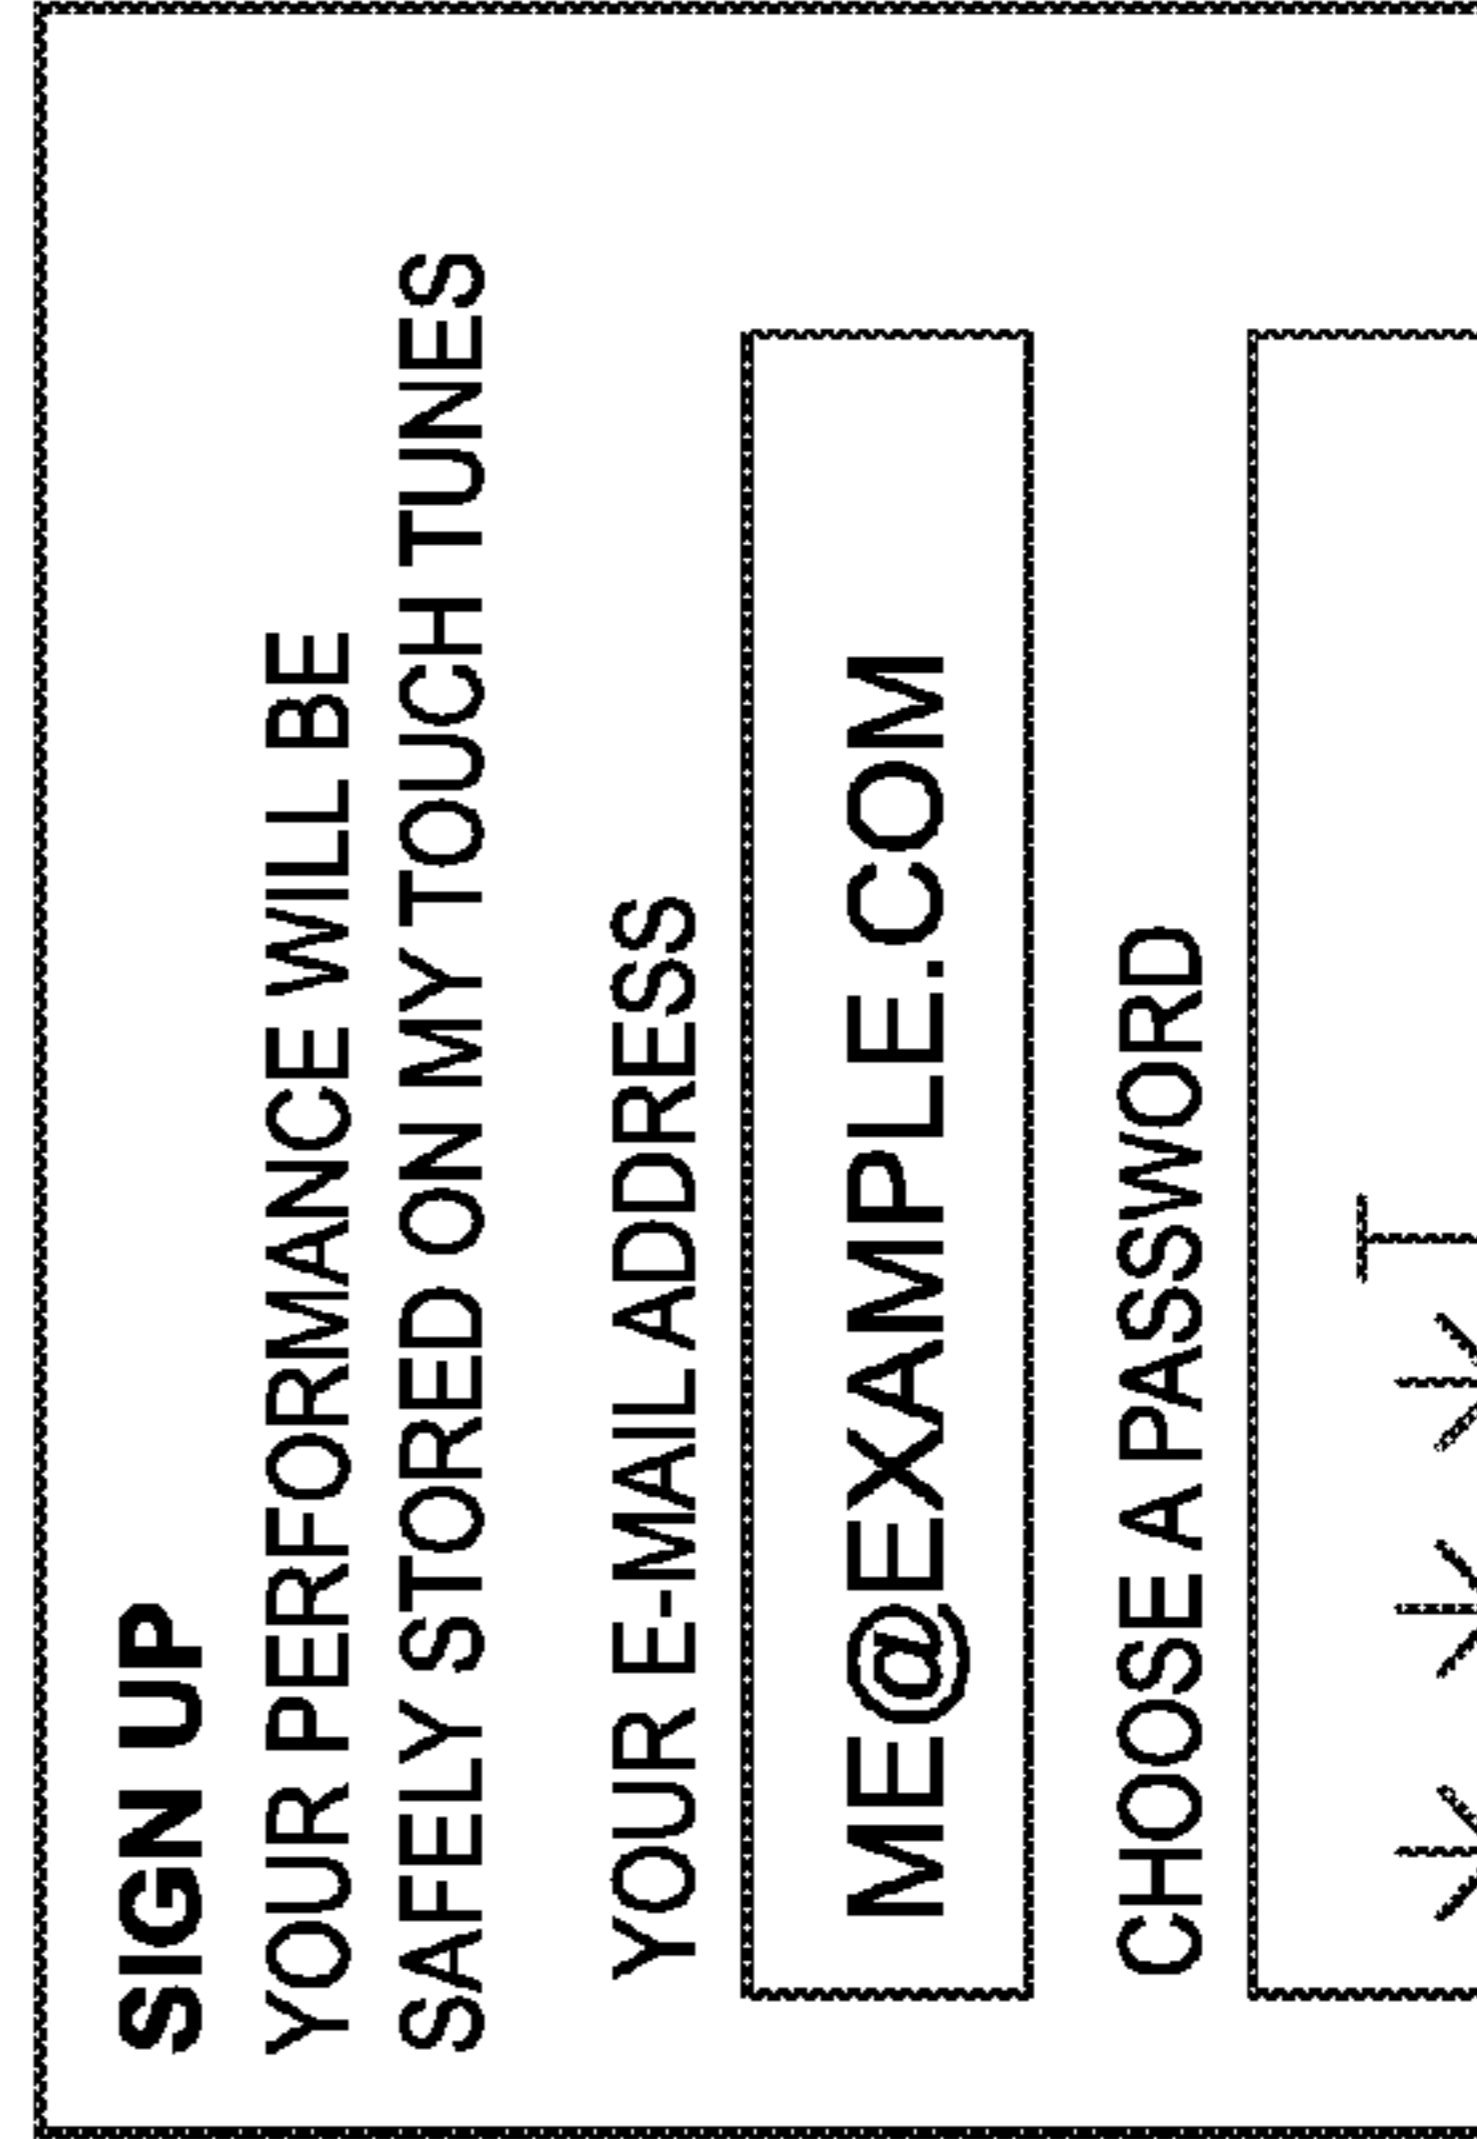 SIGN UP
YOUR PERFORMANCE WILL BE
SAFELY STORED ON MY TOUCH TUNES
YOUR E-MAIL ADDRESS
ME@EXAMPLE.COM
CHOOSE A PASSWORD